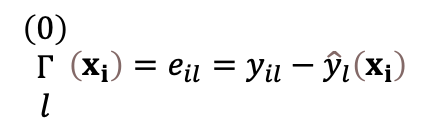 (0)
Γ (𝐱𝐢) = 𝑒𝑖𝑙 = 𝑦𝑖𝑙 − ŷ𝑙(𝐱𝐢)
𝑙